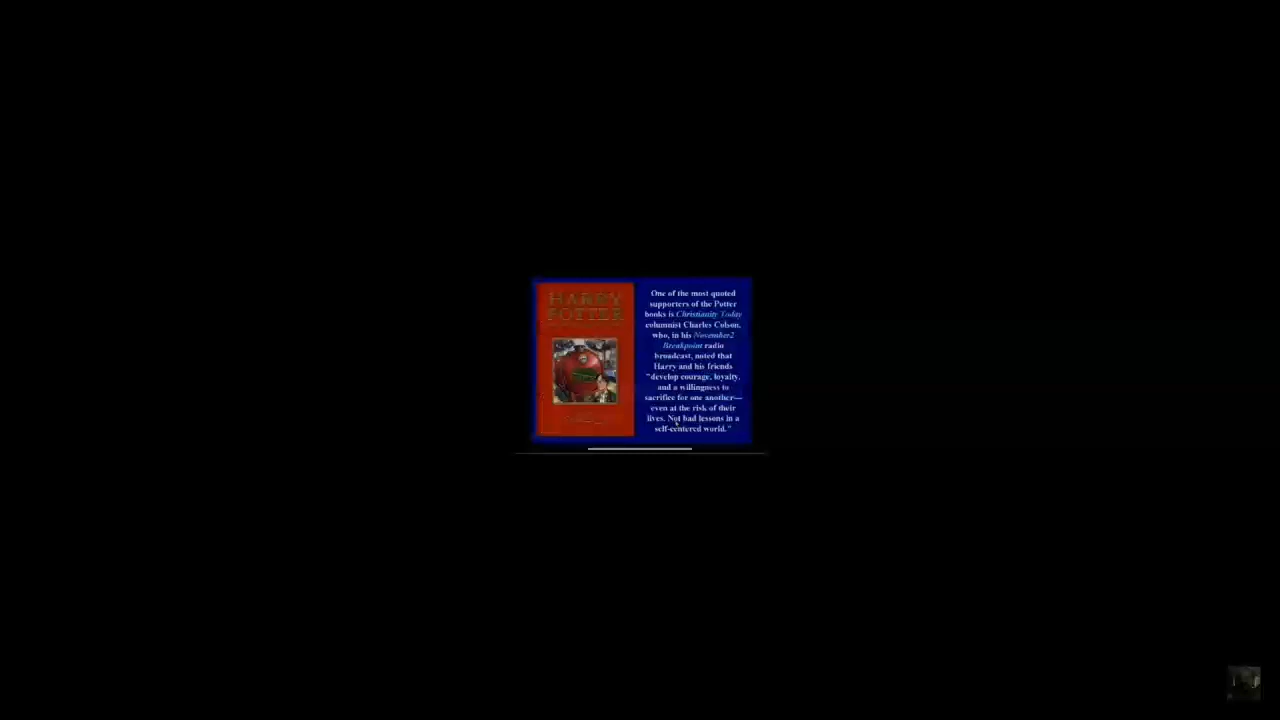 HARRY
POTTER
One of the most quoted
supporters of the Potter
books is Christianity Today
columnist Charles Colson,
who, in his November2
Breakpoint radio
broadcast, noted that
Harry and his friends
"develop courage, loyalty,
and a willingness to
sacrifice for one another—
even at the risk of their
lives. Not bad lessons in a
self-centered world."